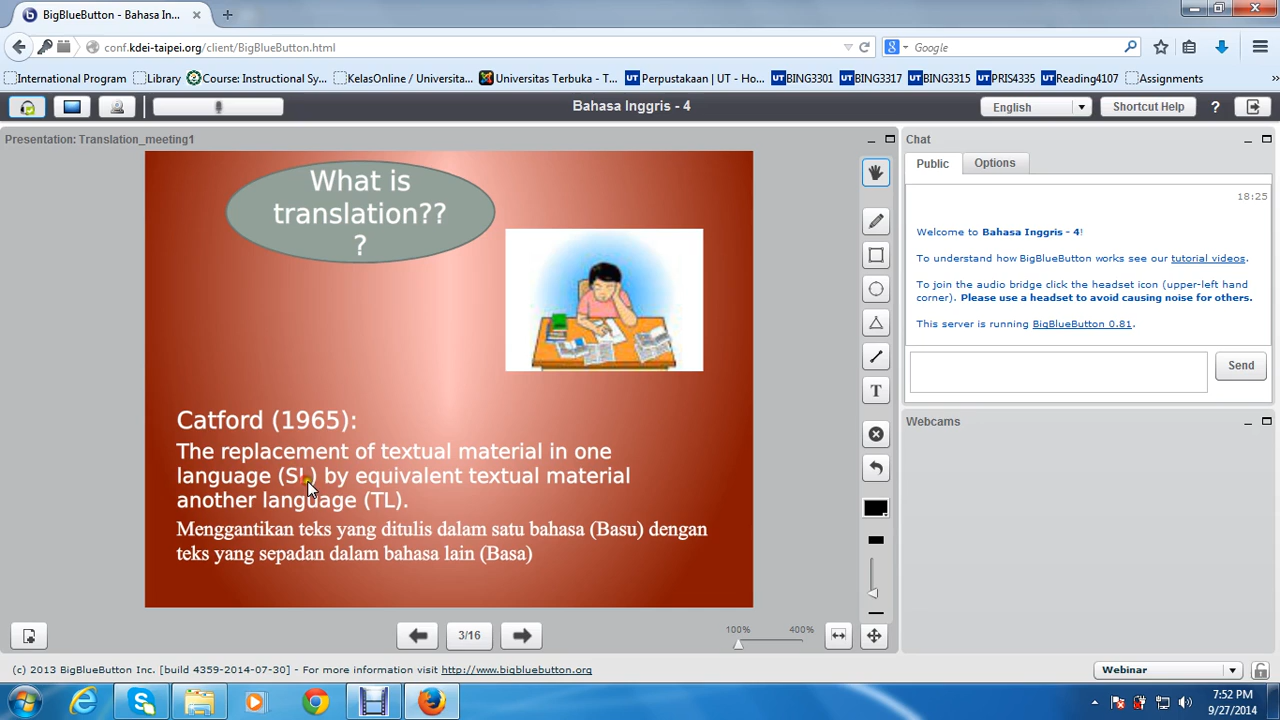 BigBlueButton - Bahasa In...
conf.kdei-taipei.org/client/BigBlueButton.html
Google
International Program
Library
Course: Instructional Sy...
KelasOnline / Universita...
Universitas Terbuka - T...
Perpustakaan | UT - Ho...
BING3301
BING3317
BING3315
PRIS4335
Reading4107
Assignments
Bahasa Inggris - 4
English
Shortcut Help
?
Presentation: Translation_meeting1
What is
translation??
?
Catford (1965):
The replacement of textual material in one
language (SL) by equivalent textual material
another language (TL).
Menggantikan teks yang ditulis dalam satu bahasa (Basu) dengan
teks yang sepadan dalam bahasa lain (Basa)
T
3/16
100%
400%
Chat
Public
Options
18:25
Welcome to Bahasa Inggris - 4!
To understand how BigBlueButton works see our tutorial videos.
To join the audio bridge click the headset icon (upper-left hand
corner). Please use a headset to avoid causing noise for others.
This server is running BigBlueButton 0.81.
Send
Webcams
(c) 2013 BigBlueButton Inc. [build 4359-2014-07-30] - For more information visit http://www.bigbluebutton.org
Webinar
7:52 PM
9/27/2014